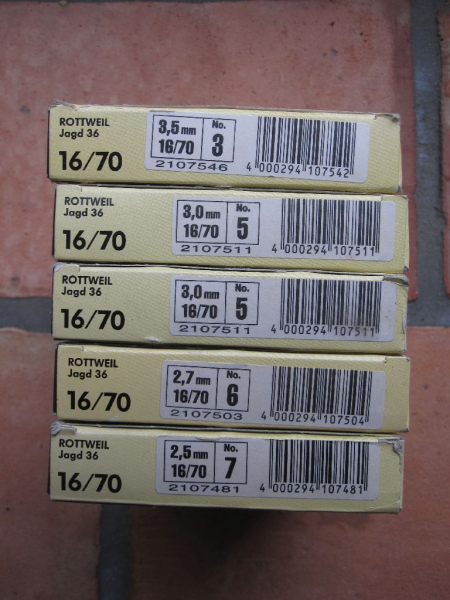 ROTTWEIL
Jagd 36
16/70
3,5 mm
16/70
No.
3
2107546
4 000294 107542
ROTTWEIL
Jagd 36
16/70
3,0 mm
16/70
No.
5
2107511
4 000294 107511
ROTTWEIL
Jagd 36
16/70
3,0 mm
16/70
No.
5
2107511
4 000294 107511
ROTTWEIL
Jagd 36
16/70
2,7 mm
16/70
No.
6
2107503
4 000294 107504
ROTTWEIL
Jagd 36
16/70
2,5 mm
16/70
No.
7
2107481
4 000294 107481